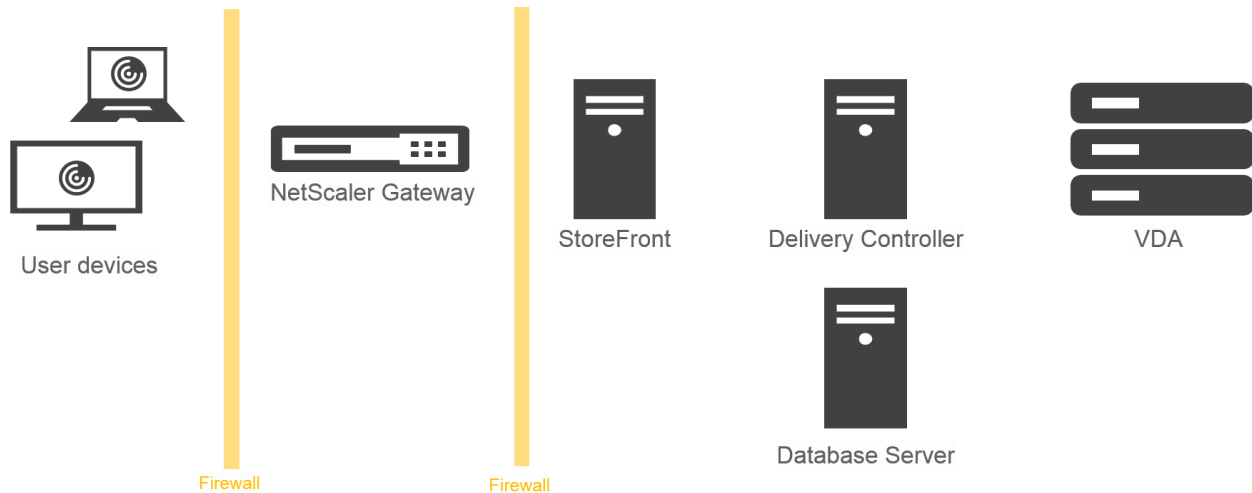 User devices
Firewall
NetScaler Gateway
Firewall
StoreFront
Delivery Controller
Database Server
VDA